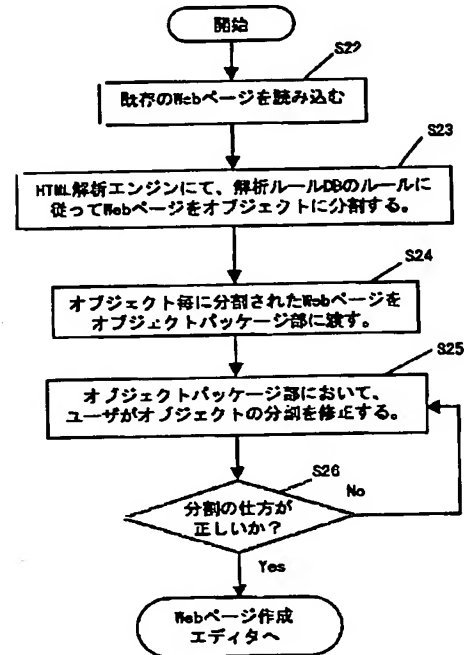 開始
S22
既存のWebページを読み込む
S23
HTML解析エンジンにて、解析ルールDBのルールに
従ってWebページをオブジェクトに分割する。
S24
オブジェクト毎に分割されたWebページを
オブジェクトパッケージ部に渡す。
S25
オブジェクトパッケージ部において、
ユーザがオブジェクトの分割を修正する。
S26
分割の仕方が
正しいか?
No
Yes
Webページ作成
エディタへ